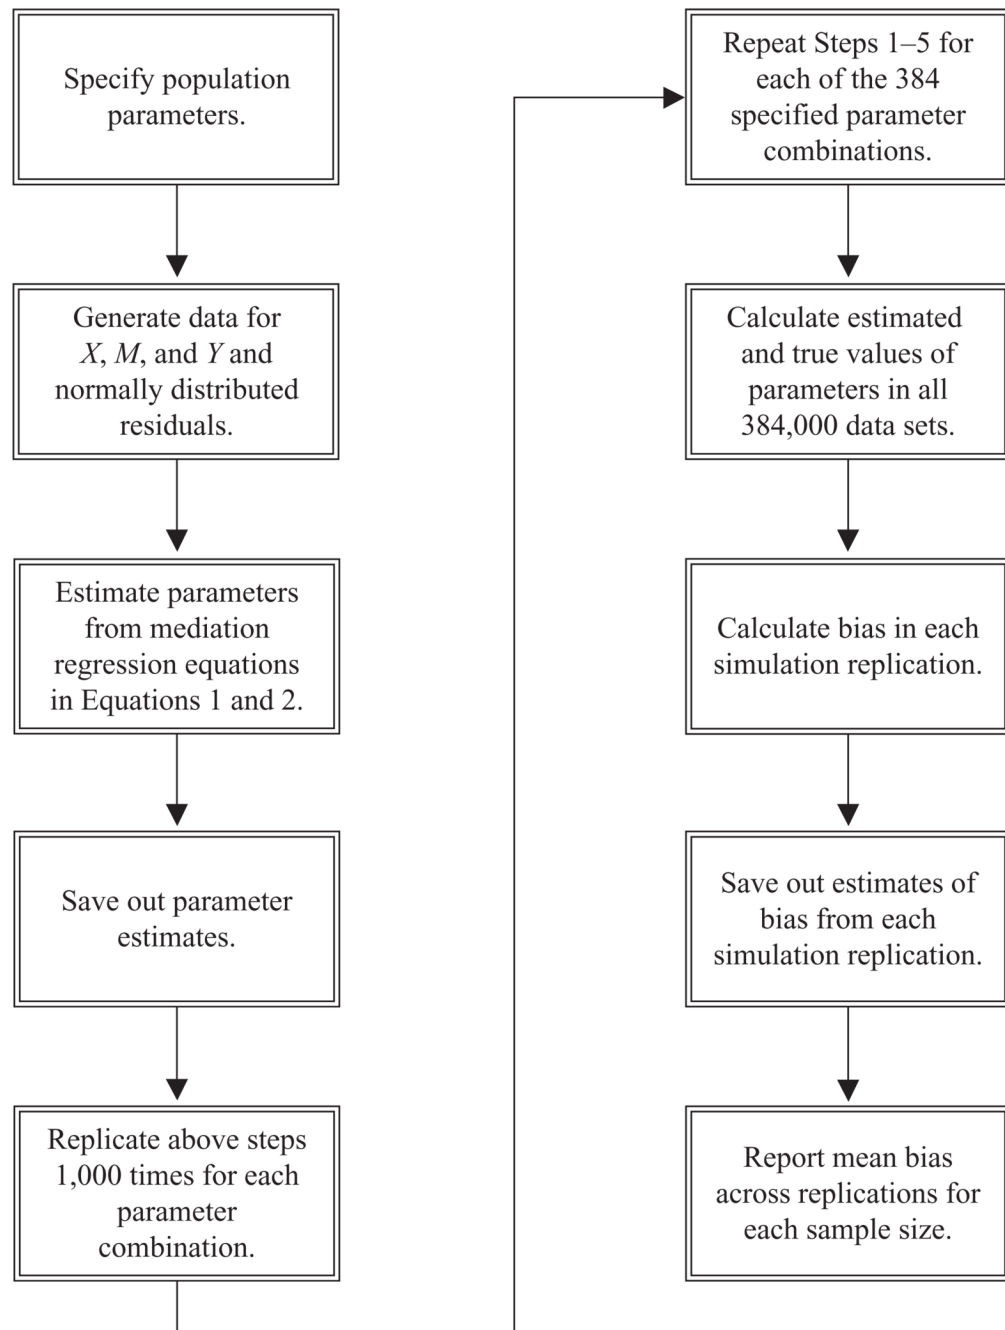 Specify population
parameters.
Generate data for
X, M, and Y and
normally distributed
residuals.
Estimate parameters
from mediation
regression equations
in Equations 1 and 2.
Save out parameter
estimates.
Replicate above steps
1,000 times for each
parameter
combination.
Repeat Steps 1–5 for
each of the 384
specified parameter
combinations.
Calculate estimated
and true values of
parameters in all
384,000 data sets.
Calculate bias in each
simulation replication.
Save out estimates of
bias from each
simulation replication.
Report mean bias
across replications for
each sample size.